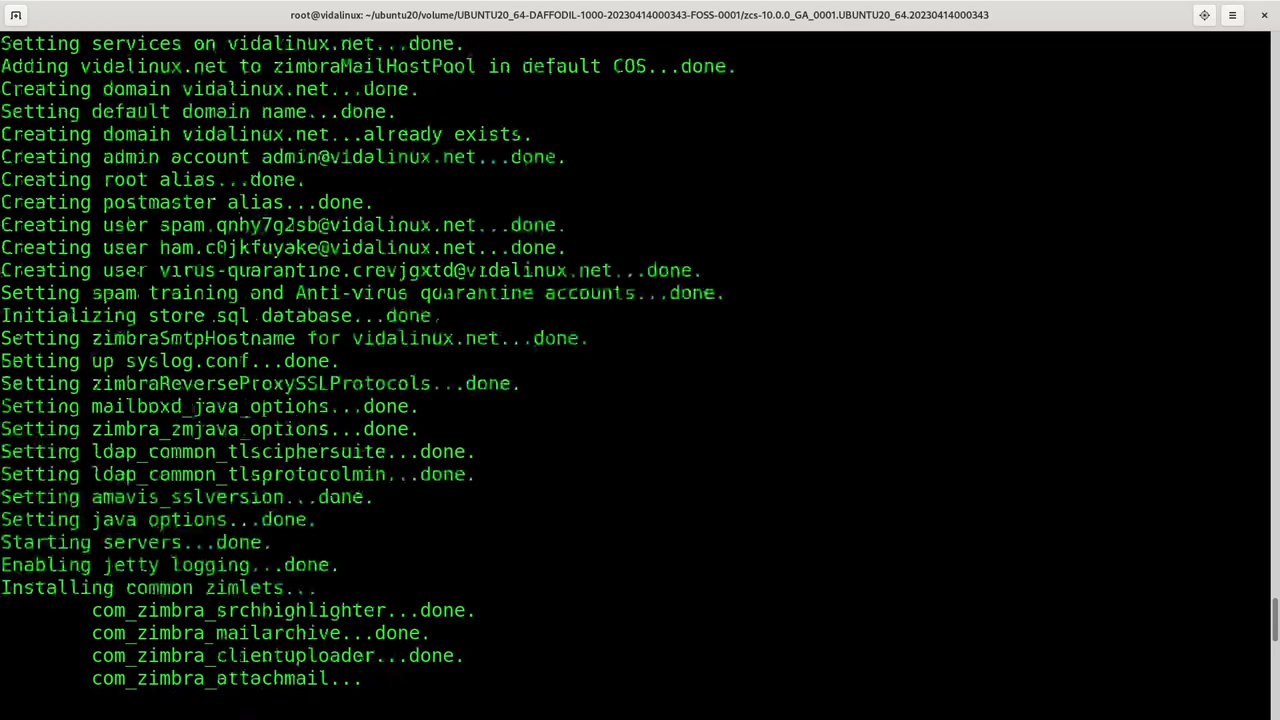 root@vidalinux: ~/ubuntu20/volume/UBUNTU20_64-DAFFODIL-1000-20230414000343-FOSS-0001/zcs-10.0.0_GA_0001.UBUNTU20_64.20230414000343
Setting services on vidalinux.net...done.
Adding vidalinux.net to zimbraMailHostPool in default COS...done.
Creating domain vidalinux.net...done.
Setting default domain name...done.
Creating domain vidalinux.net...already exists.
Creating admin account admin@vidalinux.net...done.
Creating root alias...done.
Creating postmaster alias...done.
Creating user spam.qnhy7g2sb@vidalinux.net...done.
Creating user ham.c0jkfuyake@vidalinux.net...done.
Creating user virus-quarantine.crevjgxtd@vidalinux.net...done.
Setting spam training and Anti-virus quarantine accounts...done.
Initializing store sql database...done.
Setting zimbraSmtpHostname for vidalinux.net...done.
Setting up syslog.conf...done.
Setting zimbraReverseProxySSLProtocols...done.
Setting mailboxd_java_options...done.
Setting zimbra_zmjava_options...done.
Setting ldap_common_tlsciphersuite...done.
Setting ldap_common_tlsprotocolmin...done.
Setting amavis_sslversion...done.
Setting java options...done.
Starting servers...done.
Enabling jetty logging...done.
Installing common zimlets...
com_zimbra_srchhighlighter...done.
com_zimbra_mailarchive...done.
com_zimbra_clientuploader...done.
com_zimbra_attachmail...